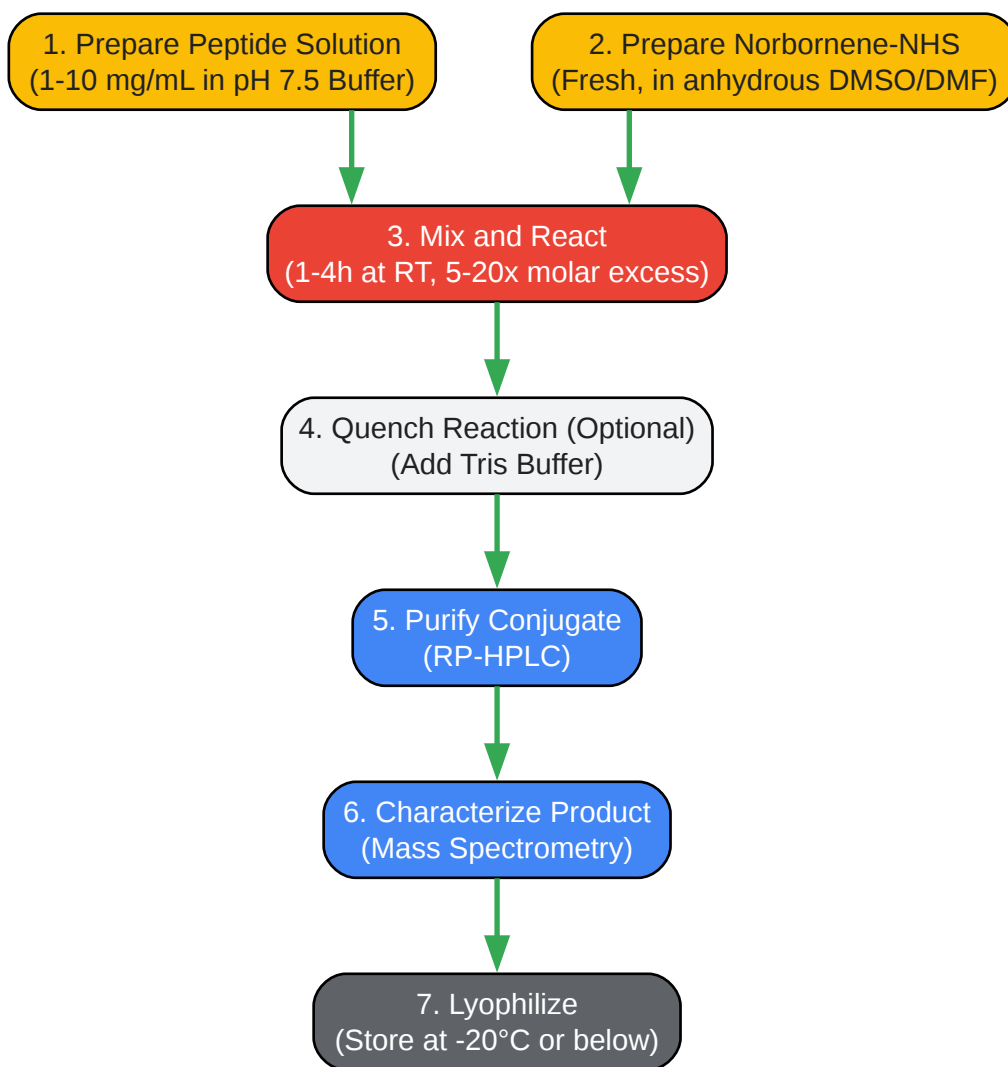 1. Prepare Peptide Solution
(1-10 mg/mL in pH 7.5 Buffer)
2. Prepare Norbornene-NHS
(Fresh, in anhydrous DMSO/DMF)
3. Mix and React
(1-4h at RT, 5-20x molar excess)
4. Quench Reaction (Optional)
(Add Tris Buffer)
5. Purify Conjugate
(RP-HPLC)
6. Characterize Product
(Mass Spectrometry)
7. Lyophilize
(Store at -20°C or below)